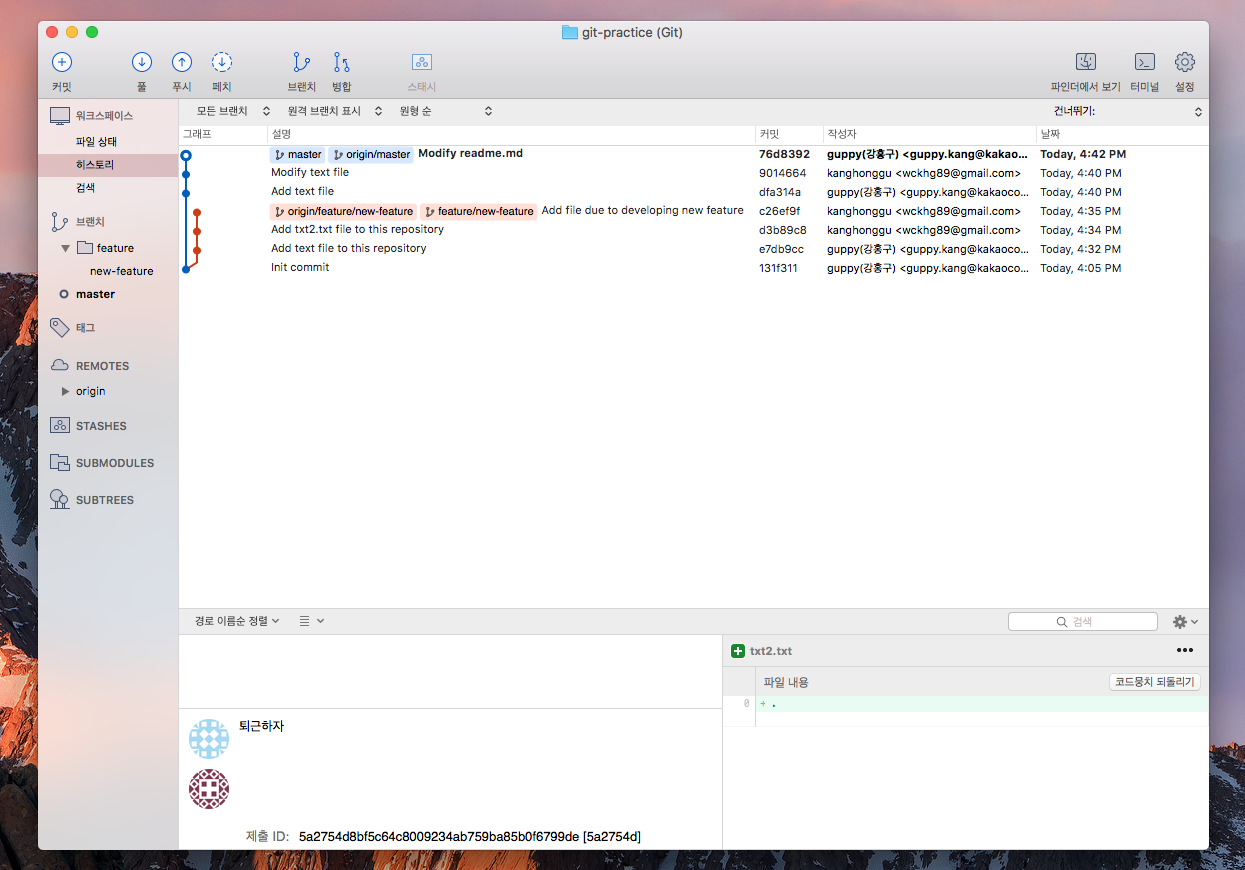 git-practice (Git)
커밋 풀 푸시 페치 브랜치 병합 스태시 파인더에서 보기 터미널 설정
워크스페이스
파일 상태
히스토리
검색
브랜치
feature
new-feature
master
태그
REMOTES
origin
STASHES
SUBMODULES
SUBTREES
모든 브랜치 원격 브랜치 표시 원형 순 건너뛰기:
그래프 설명 커밋 작성자 날짜
master origin/master Modify readme.md 76d8392 guppy(강홍구) <guppy.kang@kakao... Today, 4:42 PM
Modify text file 9014664 kanghonggu <wckhg89@gmail.com> Today, 4:40 PM
Add text file dfa314a guppy(강홍구) <guppy.kang@kakaoco... Today, 4:40 PM
origin/feature/new-feature feature/new-feature Add file due to developing new feature c26ef9f kanghonggu <wckhg89@gmail.com> Today, 4:35 PM
Add txt2.txt file to this repository d3b89c8 kanghonggu <wckhg89@gmail.com> Today, 4:34 PM
Add text file to this repository e7db9cc guppy(강홍구) <guppy.kang@kakaoco... Today, 4:32 PM
Init commit 131f311 guppy(강홍구) <guppy.kang@kakaoco... Today, 4:05 PM
경로 이름순 정렬 검색
퇴근하자
제출 ID: 5a2754d8bf5c64c8009234ab759ba85b0f6799de [5a2754d]
txt2.txt •••
파일 내용 코드뭉치 되돌리기
0 + .